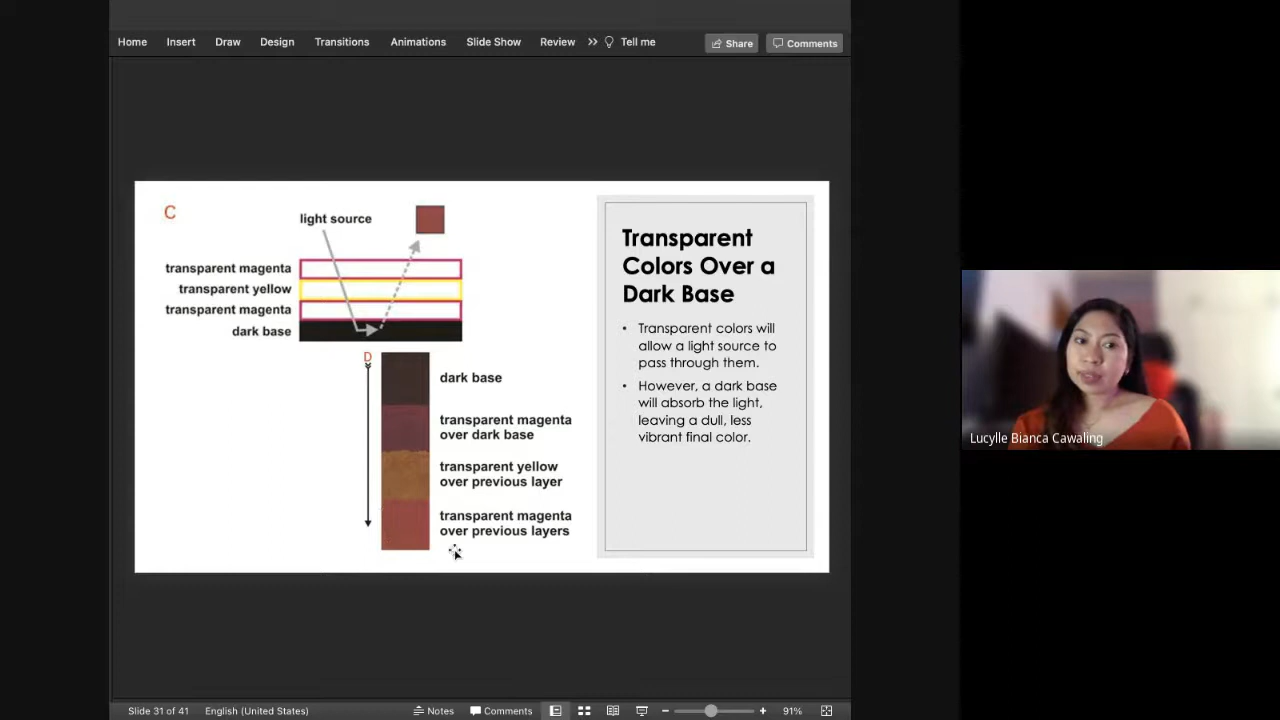 Home Insert Draw Design Transitions Animations Slide Show Review Tell me Share Comments
C
light source
transparent magenta
transparent yellow
transparent magenta
dark base
D
dark base
transparent magenta
over dark base
transparent yellow
over previous layer
transparent magenta
over previous layers
Transparent
Colors Over a
Dark Base
• Transparent colors will
allow a light source to
pass through them.
• However, a dark base
will absorb the light,
leaving a dull, less
vibrant final color.
Lucylle Bianca Cawaling
Slide 31 of 41 English (United States) Notes Comments 91%